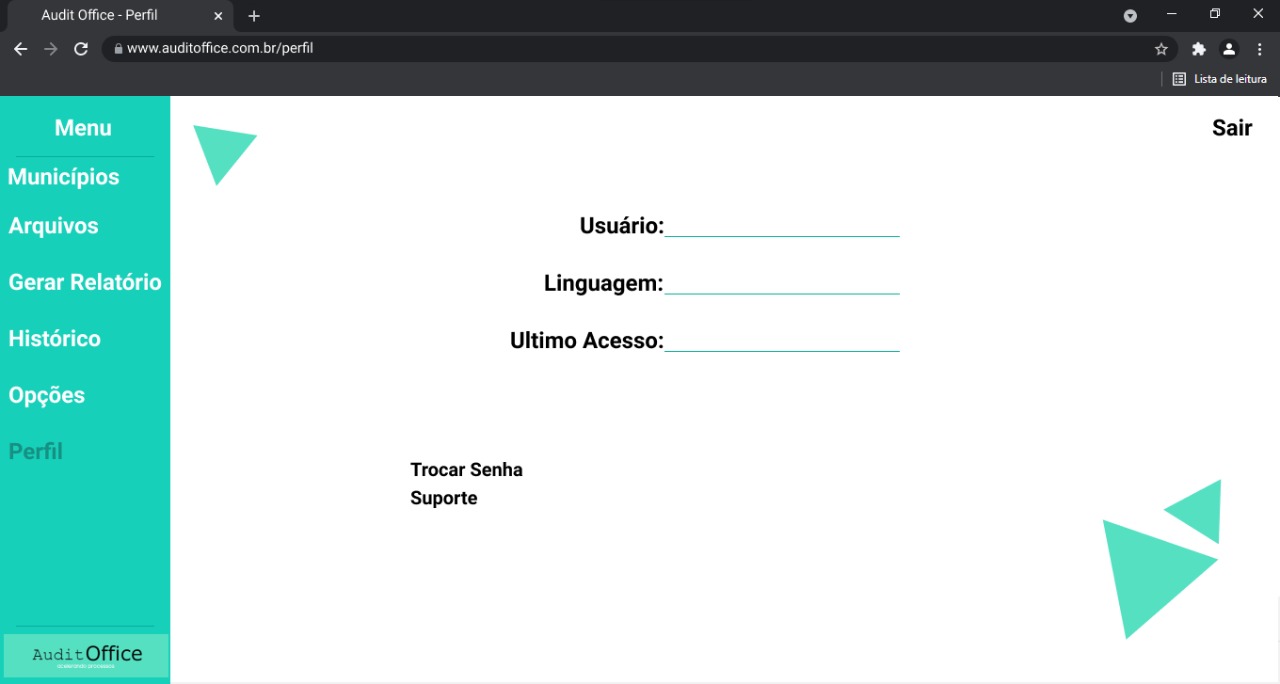 Audit Office - Perfil
www.auditoffice.com.br/perfil
Lista de leitura
Menu
Municípios
Arquivos
Gerar Relatório
Histórico
Opções
Perfil
AuditOffice
Sair
Usuário:
Linguagem:
Ultimo Acesso:
Trocar Senha
Suporte